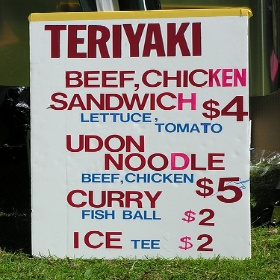 TERIYAKI
BEEF, CHICKEN
SANDWICH $4
LETTUCE,
TOMATO
UDON
NOODLE
BEEF, CHICKEN $5
CURRY
FISH BALL $2
ICE TEE $2